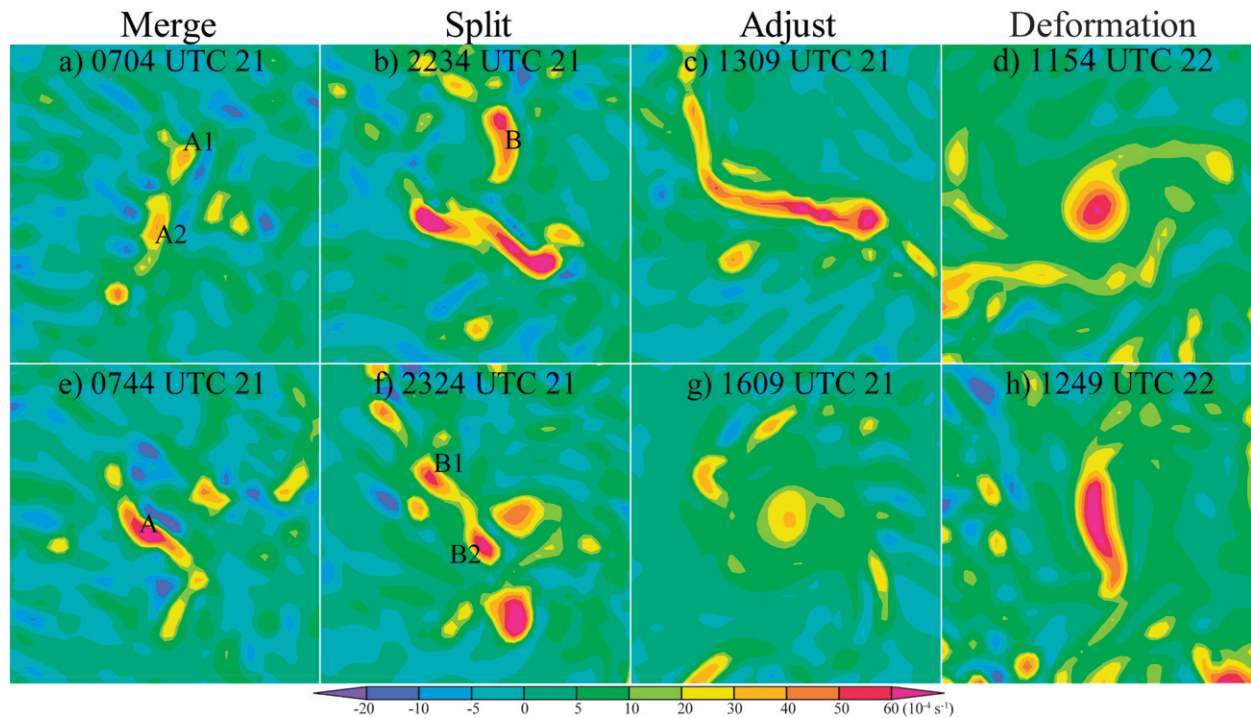 Merge Split Adjust Deformation
a) 0704 UTC 21 b) 2234 UTC 21 c) 1309 UTC 21 d) 1154 UTC 22
A1 B
A2
e) 0744 UTC 21 f) 2324 UTC 21 g) 1609 UTC 21 h) 1249 UTC 22
B1
A
B2
-20 -10 -5 0 5 10 20 30 40 50 60 (10⁻⁴ s⁻¹)